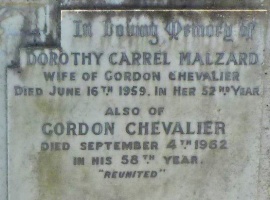 In Loving Memory of
DOROTHY CARREL MALZARD
WIFE OF GORDON CHEVALIER
DIED JUNE 16TH 1959. IN HER 52ND YEAR
ALSO OF
GORDON CHEVALIER
DIED SEPTEMBER 4TH 1962
IN HIS 58TH YEAR.
"REUNITED"